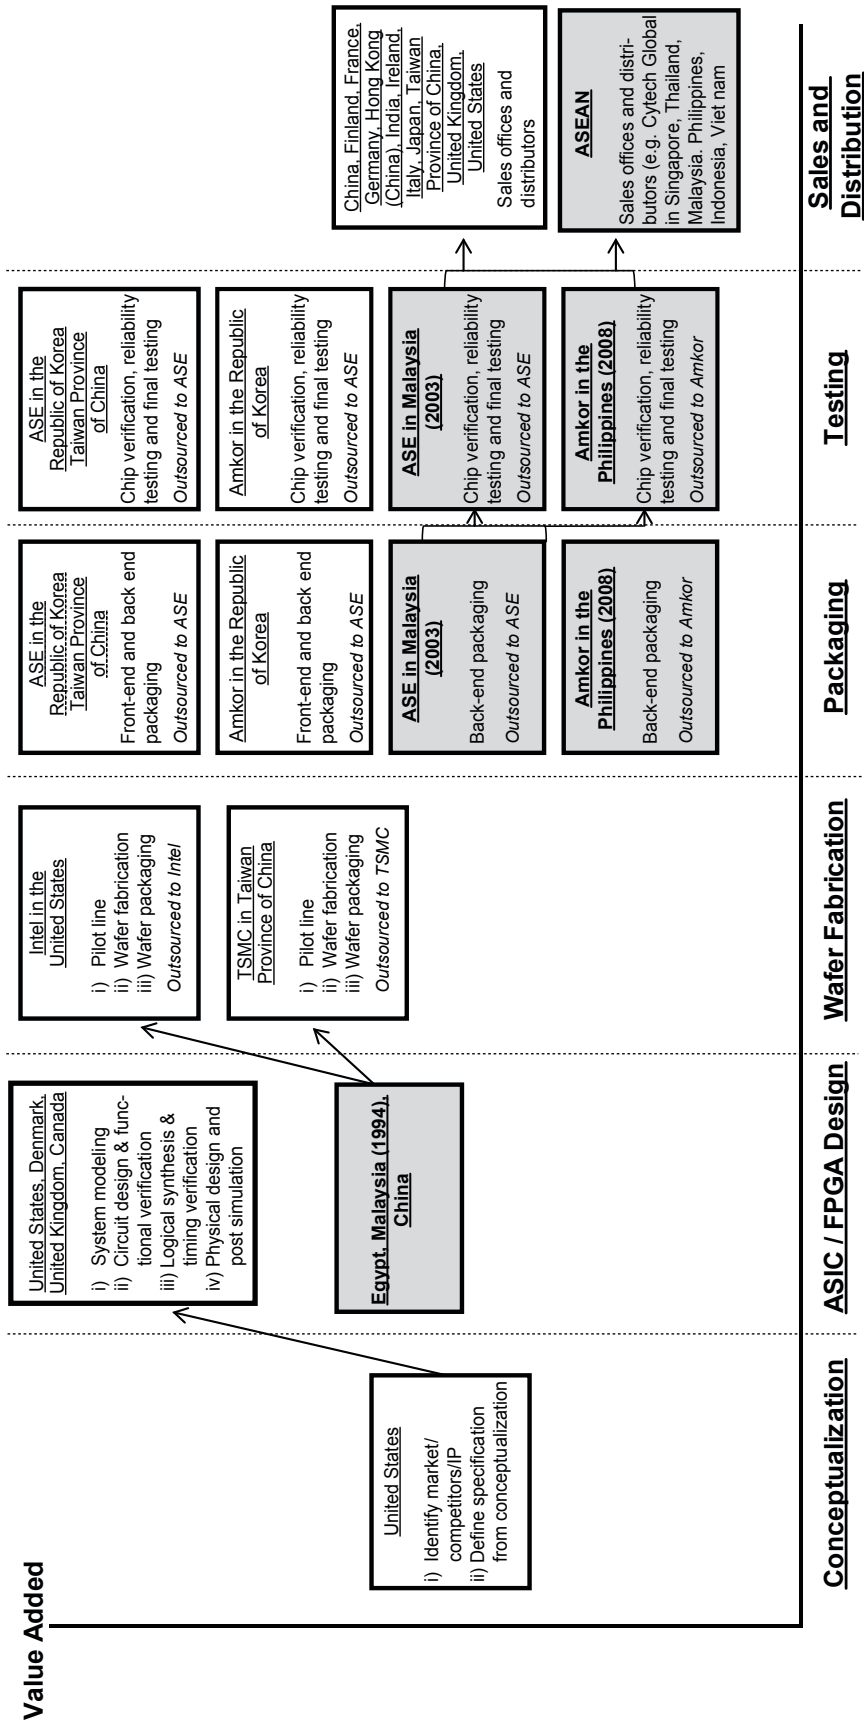 Value Added
United States
i) Identify market/
competitors/IP
ii) Define specification
from conceptualization
Conceptualization
United States, Denmark,
United Kingdom, Canada
i) System modeling
ii) Circuit design & func-
tional verification
iii) Logical synthesis &
timing verification
iv) Physical design and
post simulation
Egypt, Malaysia (1994),
China
ASIC / FPGA Design
Intel in the
United States
i) Pilot line
ii) Wafer fabrication
iii) Wafer packaging
Outsourced to Intel
TSMC in Taiwan
Province of China
i) Pilot line
ii) Wafer fabrication
iii) Wafer packaging
Outsourced to TSMC
Wafer Fabrication
ASE in the
Republic of Korea
Taiwan Province
of China
Front-end and back end
packaging
Outsourced to ASE
Amkor in the Republic
of Korea
Front-end and back end
packaging
Outsourced to ASE
ASE in Malaysia
(2003)
Back-end packaging
Outsourced to ASE
Amkor in the
Philippines (2008)
Back-end packaging
Outsourced to Amkor
Packaging
ASE in the
Republic of Korea
Taiwan Province
of China
Chip verification, reliability
testing and final testing
Outsourced to ASE
Amkor in the Republic
of Korea
Chip verification, reliability
testing and final testing
Outsourced to ASE
ASE in Malaysia
(2003)
Chip verification, reliability
testing and final testing
Outsourced to ASE
Amkor in the
Philippines (2008)
Chip verification, reliability
testing and final testing
Outsourced to Amkor
Testing
China, Finland, France,
Germany, Hong Kong
(China), India, Ireland,
Italy, Japan, Taiwan
Province of China,
United Kingdom,
United States
Sales offices and
distributors
ASEAN
Sales offices and distri-
butors (e.g. Cytech Global
in Singapore, Thailand,
Malaysia. Philippines,
Indonesia, Viet nam
Sales and
Distribution